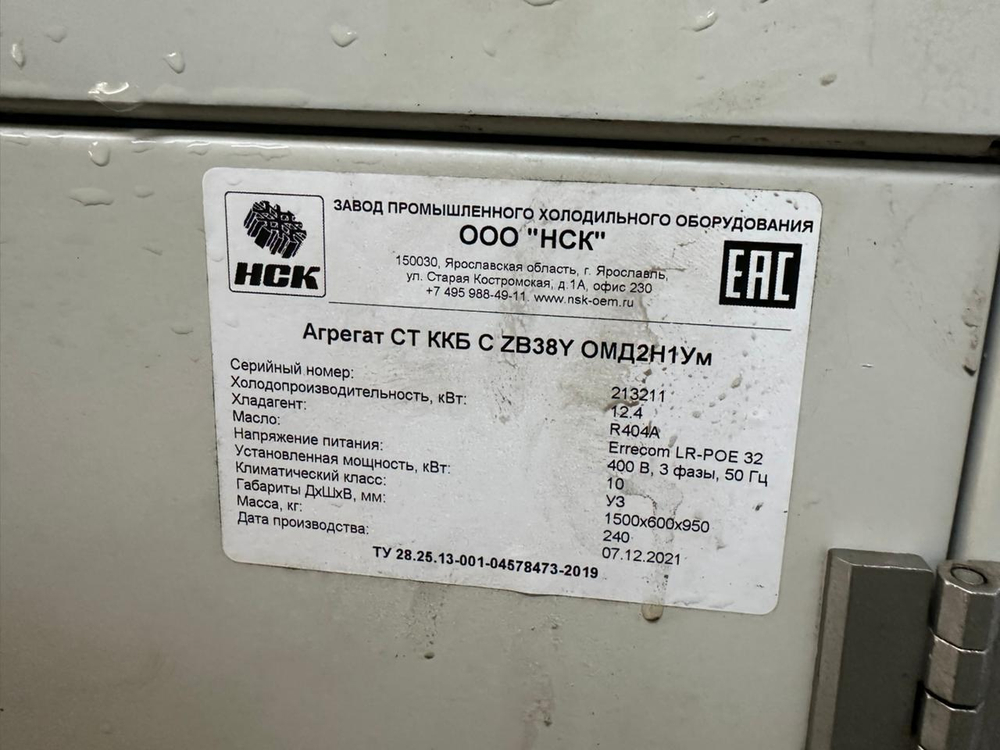 НСК
ЗАВОД ПРОМЫШЛЕННОГО ХОЛОДИЛЬНОГО ОБОРУДОВАНИЯ
ООО "НСК"
150030, Ярославская область, г. Ярославль,
ул. Старая Костромская, д.1А, офис 230
+7 495 988-49-11, www.nsk-oem.ru
EAC
Агрегат СТ ККБ С ZB38Y ОМД2Н1Ум
Серийный номер: 213211
Холодопроизводительность, кВт: 12.4
Хладагент: R404A
Масло: Errecom LR-POE 32
Напряжение питания: 400 В, 3 фазы, 50 Гц
Установленная мощность, кВт: 10
Климатический класс: У3
Габариты ДхШхВ, мм: 1500х600х950
Масса, кг: 240
Дата производства: 07.12.2021
ТУ 28.25.13-001-04578473-2019